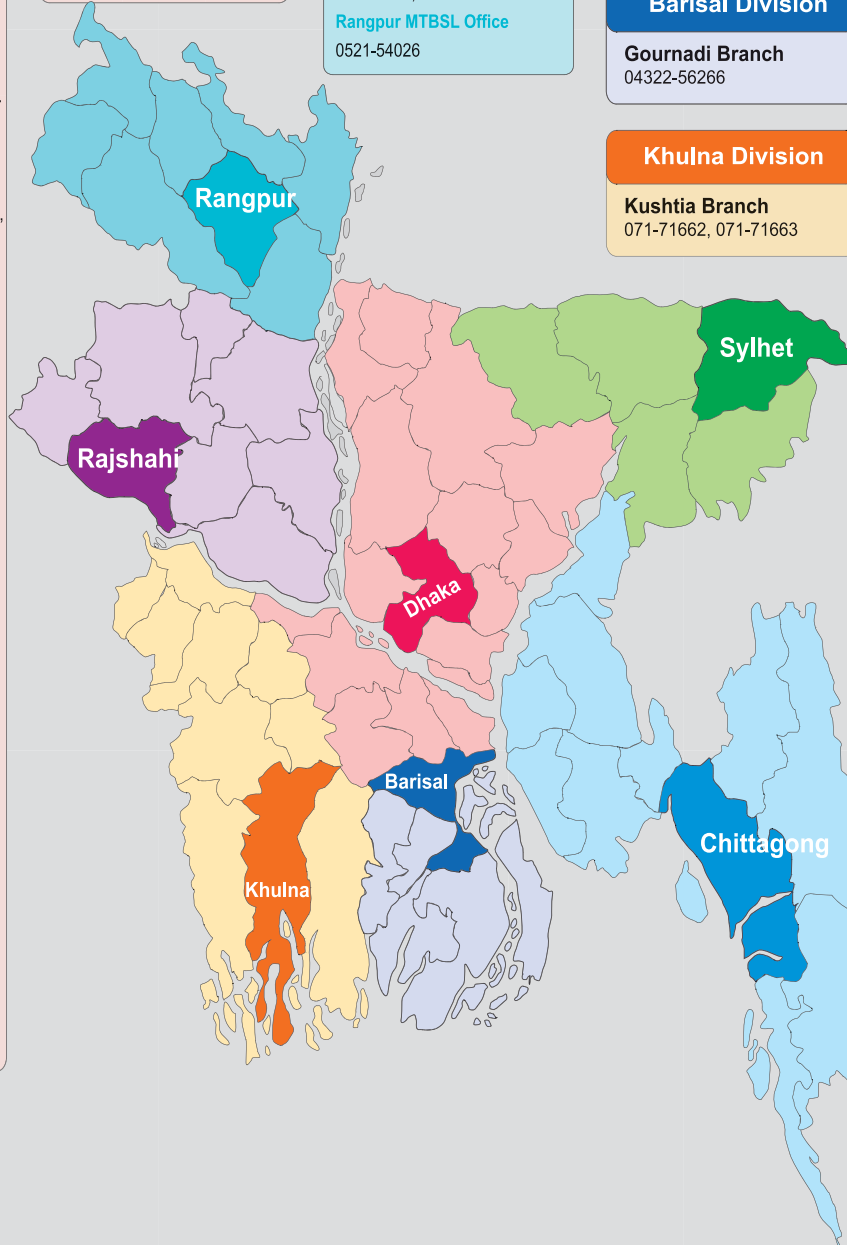 Rangpur MTBSL Office
0521-54026
Barisal Division
Gournadi Branch
04322-56266
Khulna Division
Kushtia Branch
071-71662, 071-71663
Rangpur
Sylhet
Rajshahi
Dhaka
Barisal
Chittagong
Khulna